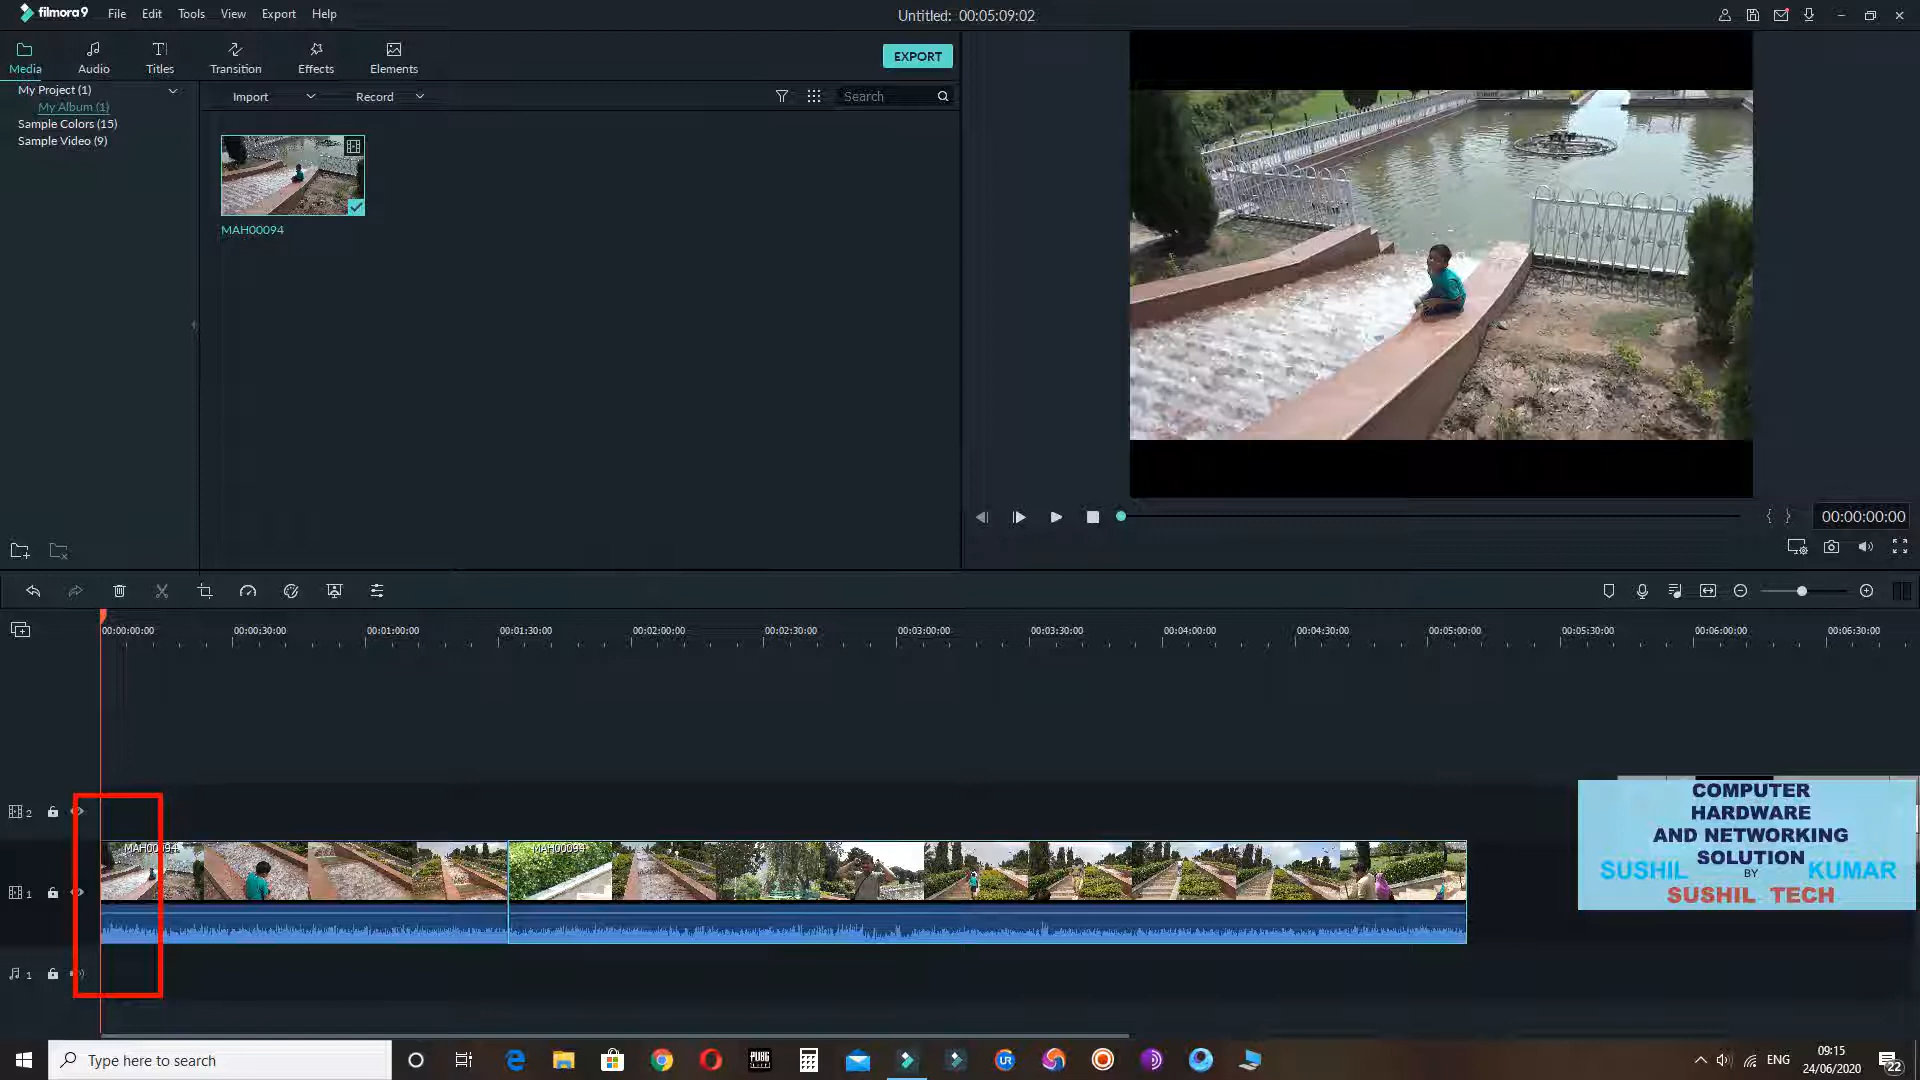 filmora9 File Edit Tools View Export Help Untitled: 00:05:09:02
Media Audio Titles Transition Effects Elements EXPORT
My Project (1)
My Album (1)
Sample Colors (15)
Sample Video (9)
Import Record Search
MAH00094
00:00:00:00
00:00:00:00 00:00:30:00 00:01:00:00 00:01:30:00 00:02:00:00 00:02:30:00 00:03:00:00 00:03:30:00 00:04:00:00 00:04:30:00 00:05:00:00 00:05:30:00 00:06:00:00 00:06:30:00
2
MAH00094 MAH00094
1
1
COMPUTER
HARDWARE
AND NETWORKING
SOLUTION
SUSHIL BY KUMAR
SUSHIL TECH
Type here to search
PUBG
UR
ENG
09:15
24/06/2020
22